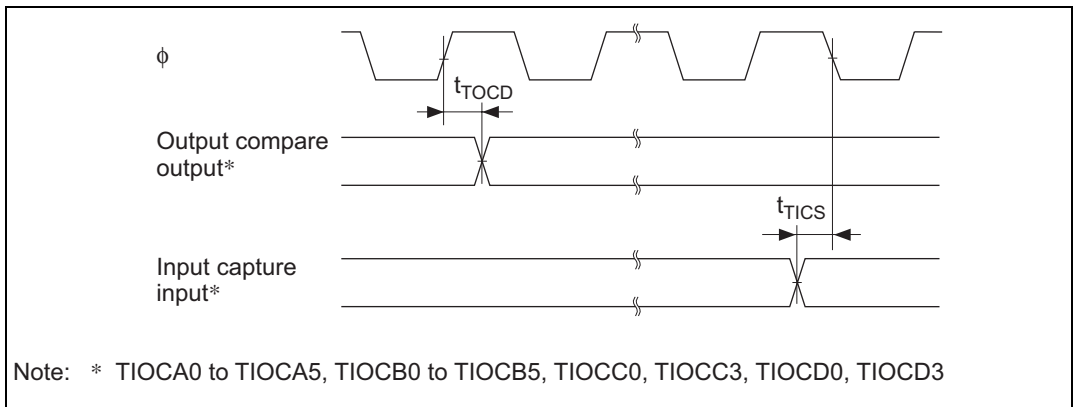 ϕ
tTOCD
Output compare
output*
tTICS
Input capture
input*
Note: * TIOCA0 to TIOCA5, TIOCB0 to TIOCB5, TIOCC0, TIOCC3, TIOCD0, TIOCD3